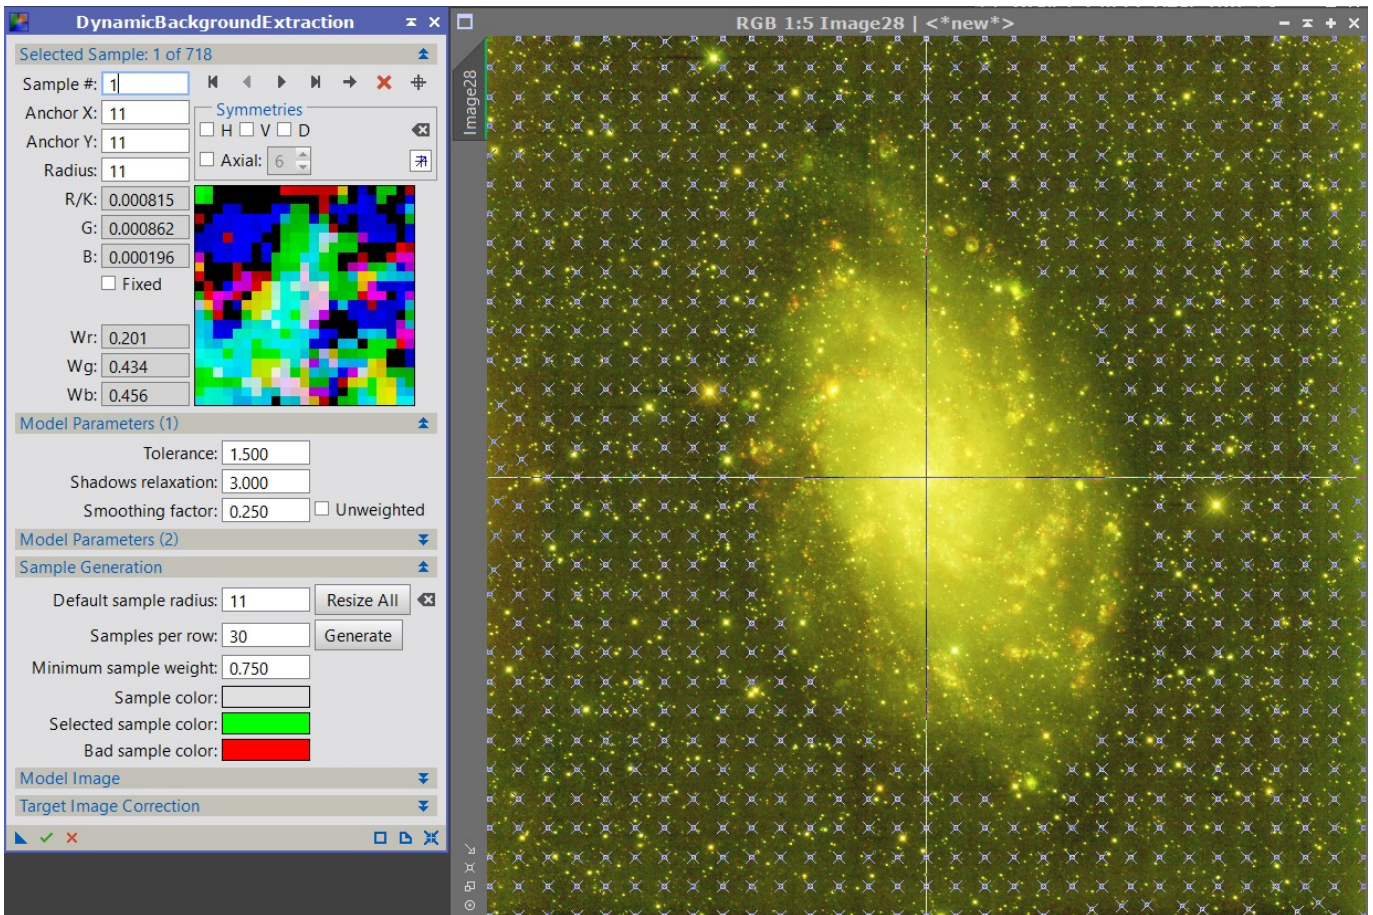 DynamicBackgroundExtraction
RGB 1:5 Image28 | <*new*>
Image28
Selected Sample: 1 of 718
Sample #: 1
Anchor X: 11
Anchor Y: 11
Radius: 11
Symmetries
H V D
Axial: 6
R/K: 0.000815
G: 0.000862
B: 0.000196
Fixed
Wr: 0.201
Wg: 0.434
Wb: 0.456
Model Parameters (1)
Tolerance: 1.500
Shadows relaxation: 3.000
Smoothing factor: 0.250 Unweighted
Model Parameters (2)
Sample Generation
Default sample radius: 11 Resize All
Samples per row: 30 Generate
Minimum sample weight: 0.750
Sample color:
Selected sample color:
Bad sample color:
Model Image
Target Image Correction